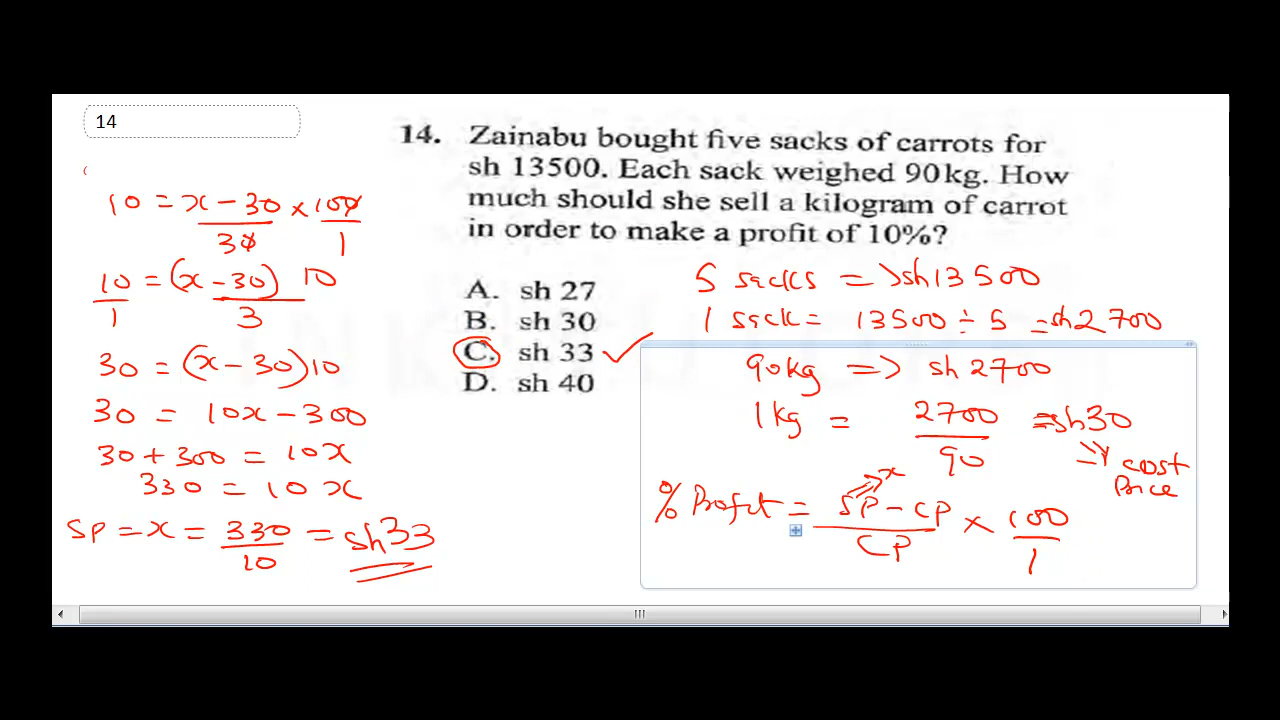 14
14. Zainabu bought five sacks of carrots for
sh 13500. Each sack weighed 90kg. How
much should she sell a kilogram of carrot
in order to make a profit of 10%?
A. sh 27
B. sh 30
C. sh 33
D. sh 40
5 sacks => sh13500
1 sack = 13500 ÷ 5 = sh2700
90kg => sh 2700
1kg = 2700/90 = sh30
=> cost
Price
% Profit = SP - CP/CP × 100/1
=> x
10 = x - 30/30 × 100/1
10/1 = (x - 30) 10/3
30 = (x - 30)10
30 = 10x - 300
30 + 300 = 10x
330 = 10x
SP = x = 330/10 = sh33